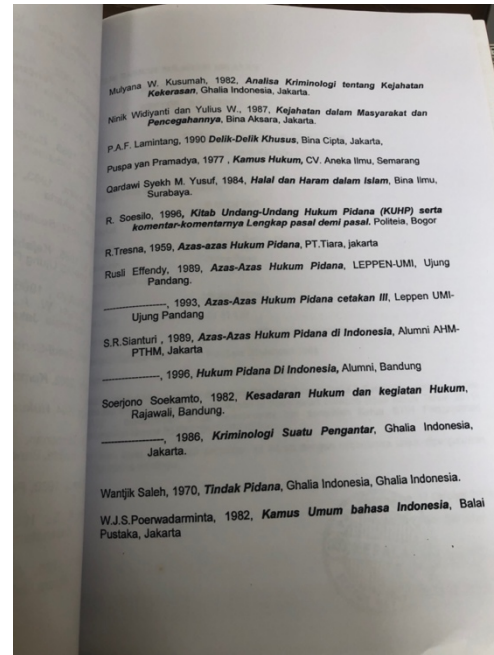 Mulyana W. Kusumah, 1982, Analisa Kriminologi tentang Kejahatan
Kekerasan, Ghalia Indonesia, Jakarta.
Ninik Widiyanti dan Yulius W., 1987, Kejahatan dalam Masyarakat dan
Pencegahannya, Bina Aksara, Jakarta.
P.A.F. Lamintang, 1990 Delik-Delik Khusus, Bina Cipta, Jakarta,
Puspa yan Pramadya, 1977 , Kamus Hukum, CV. Aneka Ilmu, Semarang
Qardawi Syekh M. Yusuf, 1984, Halal dan Haram dalam Islam, Bina Ilmu,
Surabaya.
R. Soesilo, 1996, Kitab Undang-Undang Hukum Pidana (KUHP) serta
komentar-komentarnya Lengkap pasal demi pasal. Politeia, Bogor
R.Tresna, 1959, Azas-azas Hukum Pidana, PT.Tiara, jakarta
Rusli Effendy, 1989, Azas-Azas Hukum Pidana, LEPPEN-UMI, Ujung
Pandang.
__________, 1993, Azas-Azas Hukum Pidana cetakan III, Leppen UMI-
Ujung Pandang
S.R.Sianturi , 1989, Azas-Azas Hukum Pidana di Indonesia, Alumni AHM-
PTHM, Jakarta
__________, 1996, Hukum Pidana Di Indonesia, Alumni, Bandung
Soerjono Soekamto, 1982, Kesadaran Hukum dan kegiatan Hukum,
Rajawali, Bandung.
__________, 1986, Kriminologi Suatu Pengantar, Ghalia Indonesia,
Jakarta.
Wantjik Saleh, 1970, Tindak Pidana, Ghalia Indonesia, Ghalia Indonesia.
W.J.S.Poerwadarminta, 1982, Kamus Umum bahasa Indonesia, Balai
Pustaka, Jakarta